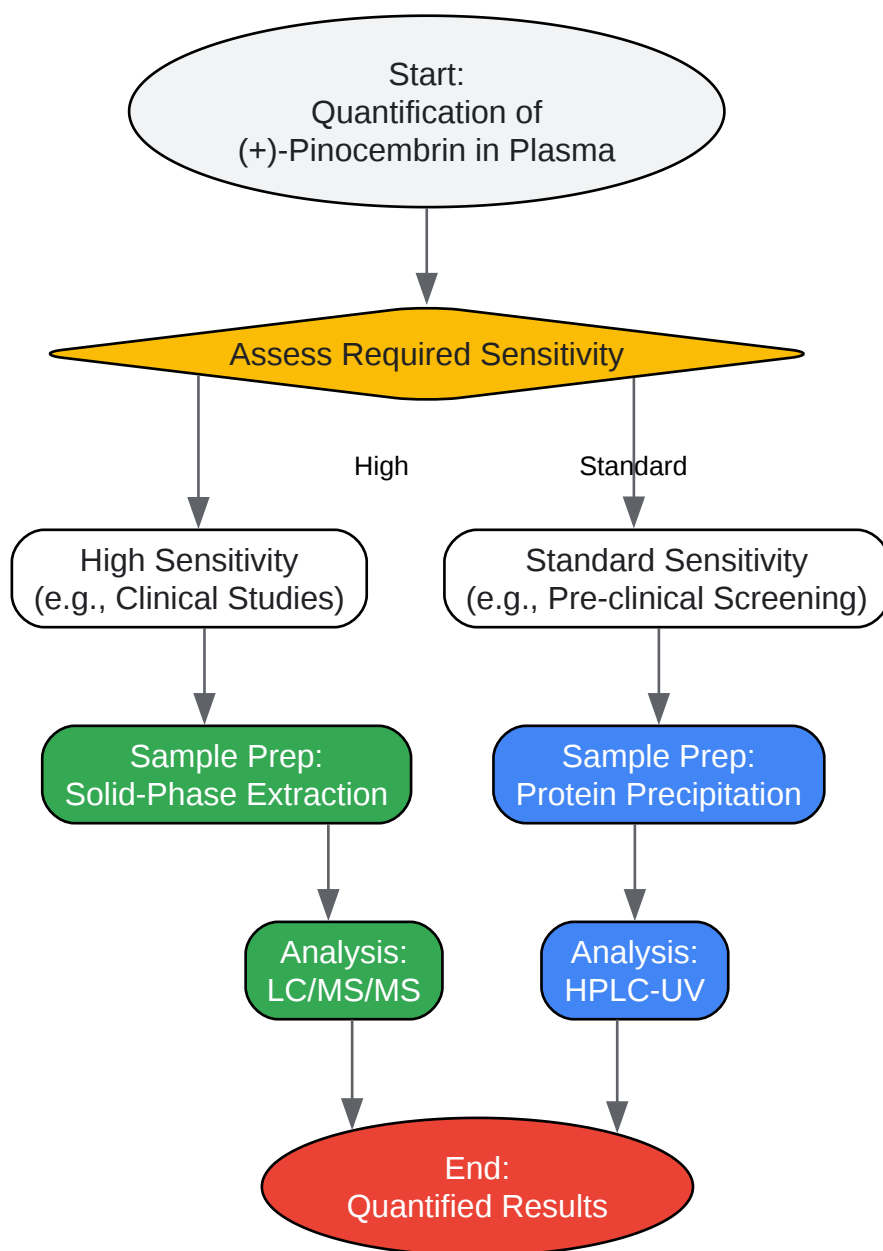 Start:
Quantification of
(+)-Pinocembrin in Plasma
Assess Required Sensitivity
High
Standard
High Sensitivity
(e.g., Clinical Studies)
Standard Sensitivity
(e.g., Pre-clinical Screening)
Sample Prep:
Solid-Phase Extraction
Sample Prep:
Protein Precipitation
Analysis:
LC/MS/MS
Analysis:
HPLC-UV
End:
Quantified Results